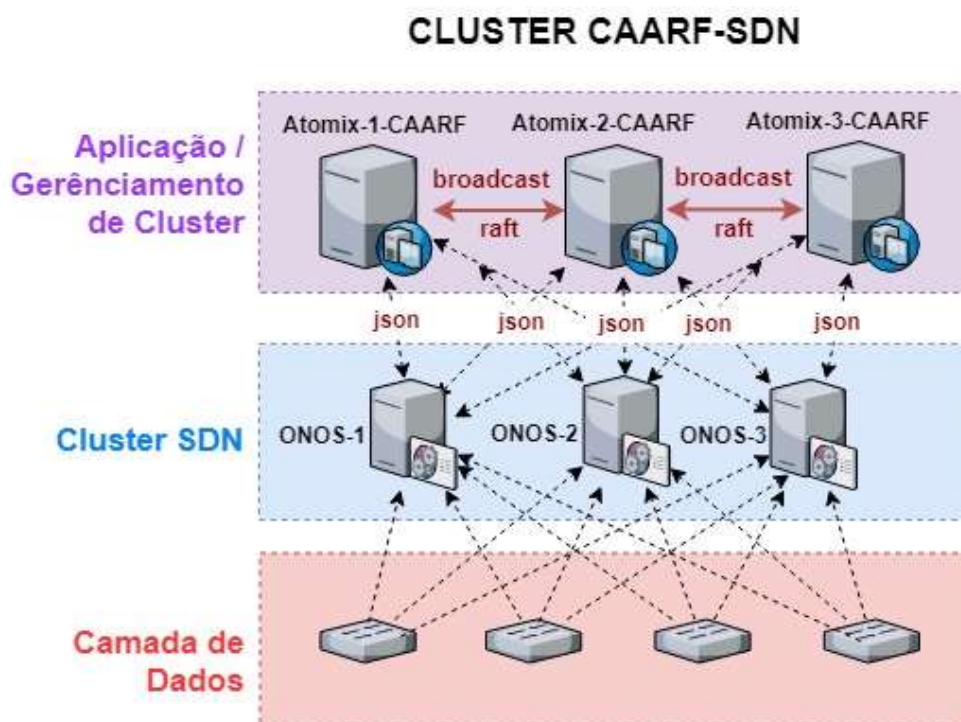 CLUSTER CAARF-SDN
Aplicação /
Gerênciamento
de Cluster
Atomix-1-CAARF
Atomix-2-CAARF
Atomix-3-CAARF
broadcast
raft
broadcast
raft
json
json
json
json
json
Cluster SDN
ONOS-1
ONOS-2
ONOS-3
Camada de
Dados